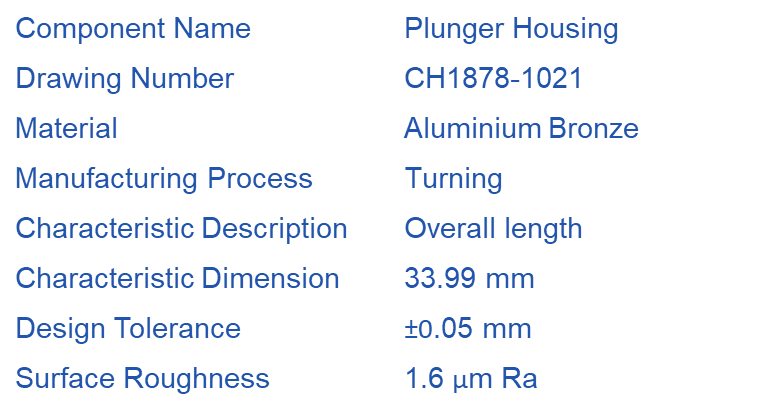 Component Name Plunger Housing
Drawing Number CH1878-1021
Material Aluminium Bronze
Manufacturing Process Turning
Characteristic Description Overall length
Characteristic Dimension 33.99 mm
Design Tolerance ±0.05 mm
Surface Roughness 1.6 µm Ra